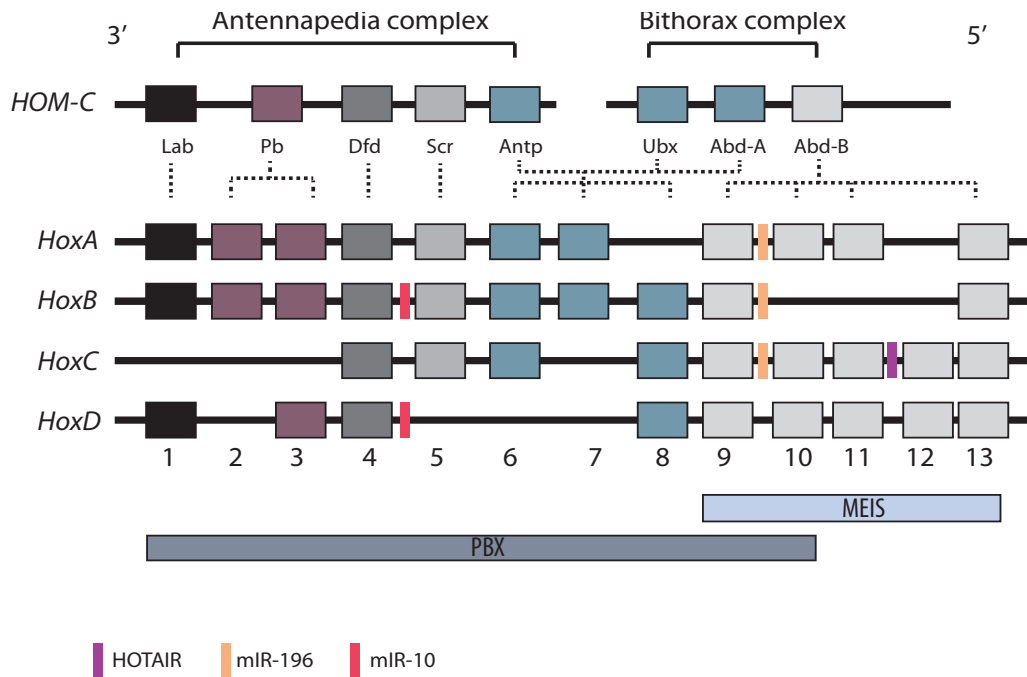 Antennapedia complex Bithorax complex
3’ 5’
HOM-C
Lab Pb Dfd Scr Antp Ubx Abd-A Abd-B
HoxA
HoxB
HoxC
HoxD
1 2 3 4 5 6 7 8 9 10 11 12 13
MEIS
PBX
HOTAIR mIR-196 mIR-10